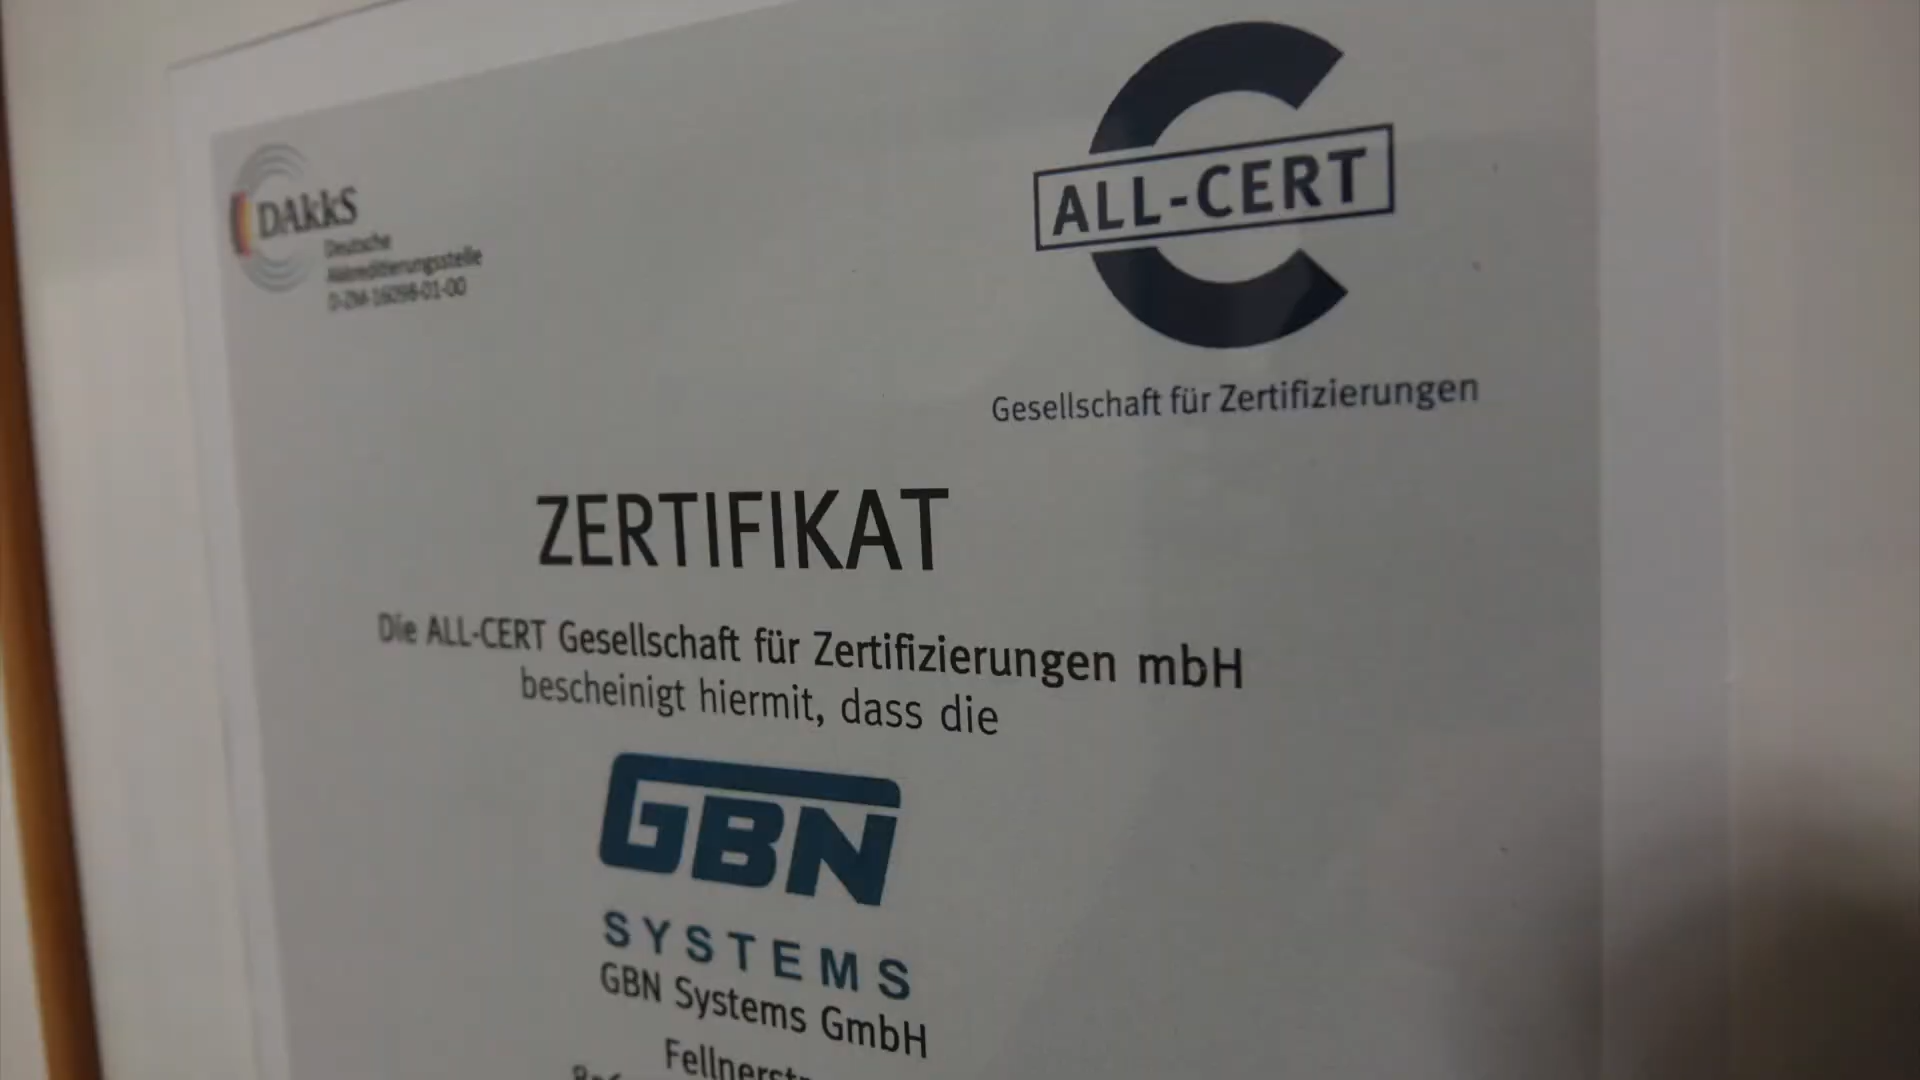 DAkkS
Deutsche
Akkreditierungsstelle
D-ZM-16098-01-00
ALL-CERT
Gesellschaft für Zertifizierungen
ZERTIFIKAT
Die ALL-CERT Gesellschaft für Zertifizierungen mbH
bescheinigt hiermit, dass die
GBN
SYSTEMS
GBN Systems GmbH